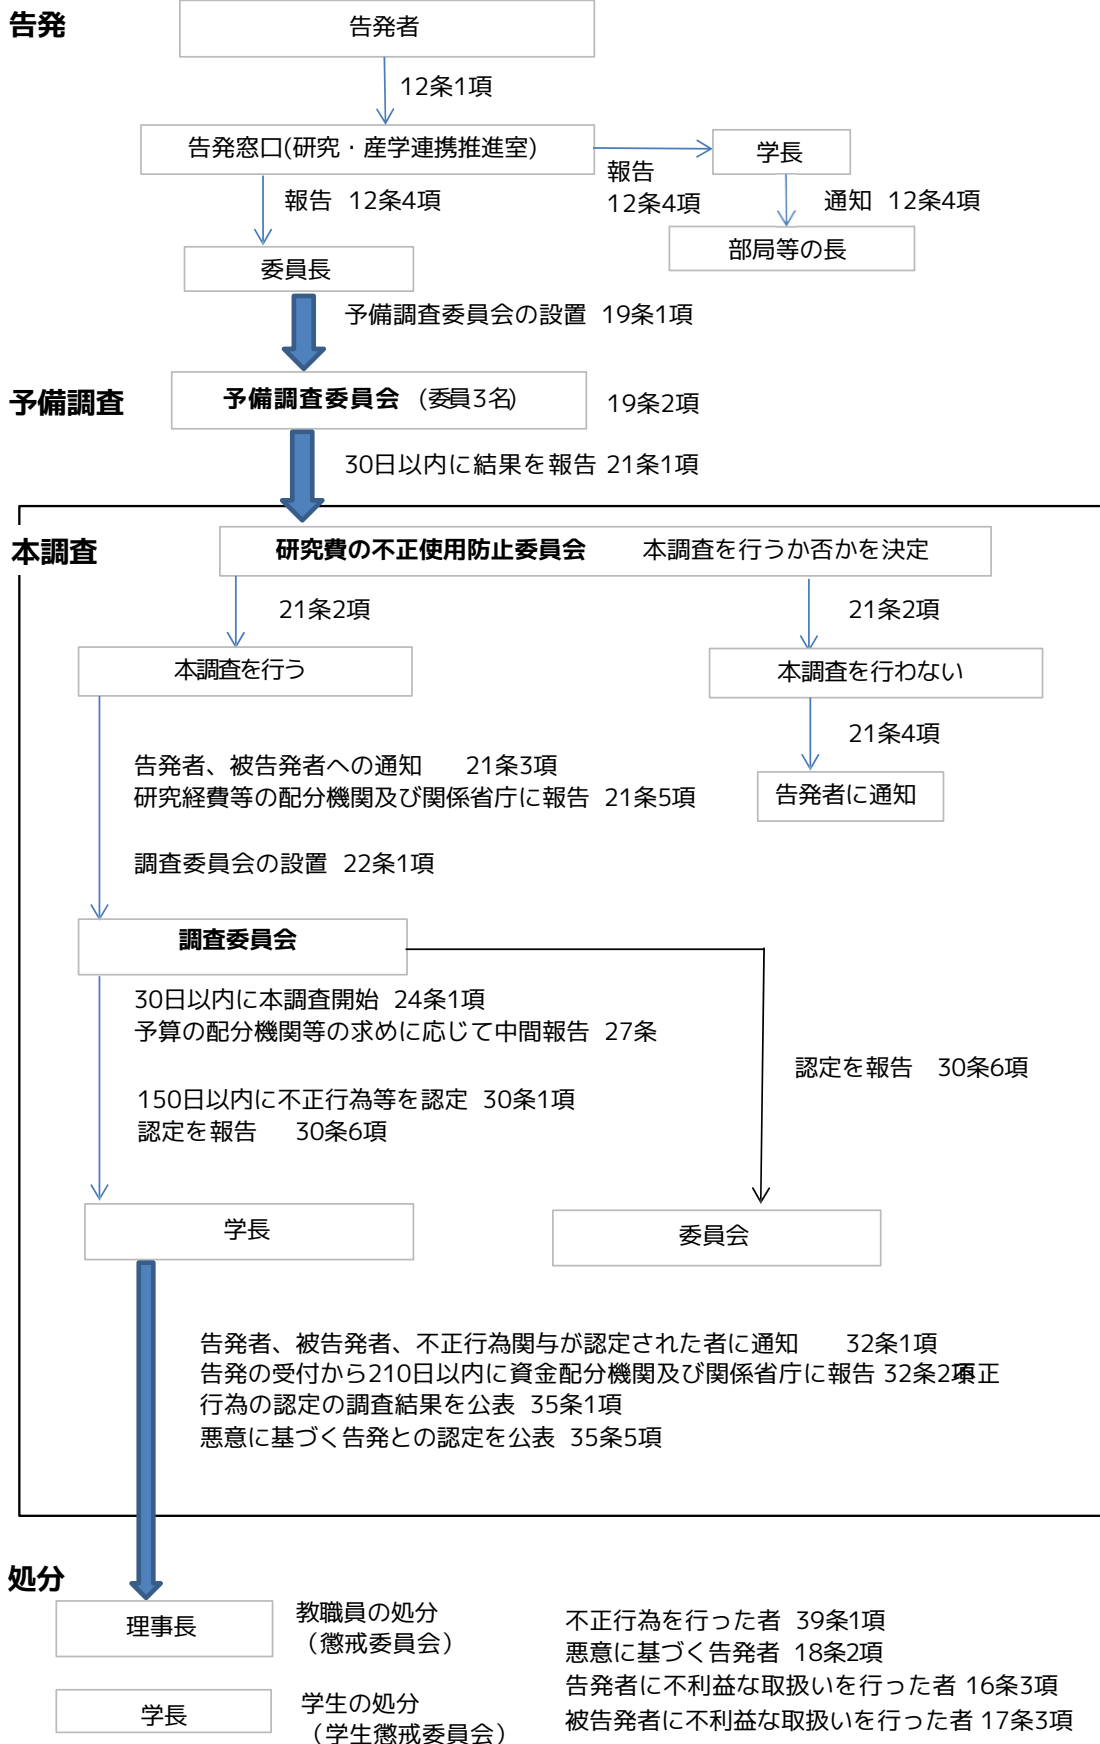 告発
告発者
12条1項
告発窓口(研究・産学連携推進室)
学長
報告
12条4項
報告 12条4項
通知 12条4項
部局等の長
委員長
予備調査委員会の設置 19条1項
予備調査
予備調査委員会 (委員3名)
19条2項
30日以内に結果を報告 21条1項
本調査
研究費の不正使用防止委員会 本調査を行うか否かを決定
21条2項
21条2項
本調査を行う
本調査を行わない
21条4項
告発者、被告発者への通知 21条3項
研究経費等の配分機関及び関係省庁に報告 21条5項
告発者に通知
調査委員会の設置 22条1項
調査委員会
30日以内に本調査開始 24条1項
予算の配分機関等の求めに応じて中間報告 27条
認定を報告 30条6項
150日以内に不正行為等を認定 30条1項
認定を報告 30条6項
学長
委員会
告発者、被告発者、不正行為関与が認定された者に通知 32条1項
告発の受付から210日以内に資金配分機関及び関係省庁に報告 32条2項不正
行為の認定の調査結果を公表 35条1項
悪意に基づく告発との認定を公表 35条5項
処分
理事長
教職員の処分
（懲戒委員会）
学長
学生の処分
（学生懲戒委員会）
不正行為を行った者 39条1項
悪意に基づく告発者 18条2項
告発者に不利益な取扱いを行った者 16条3項
被告発者に不利益な取扱いを行った者 17条3項